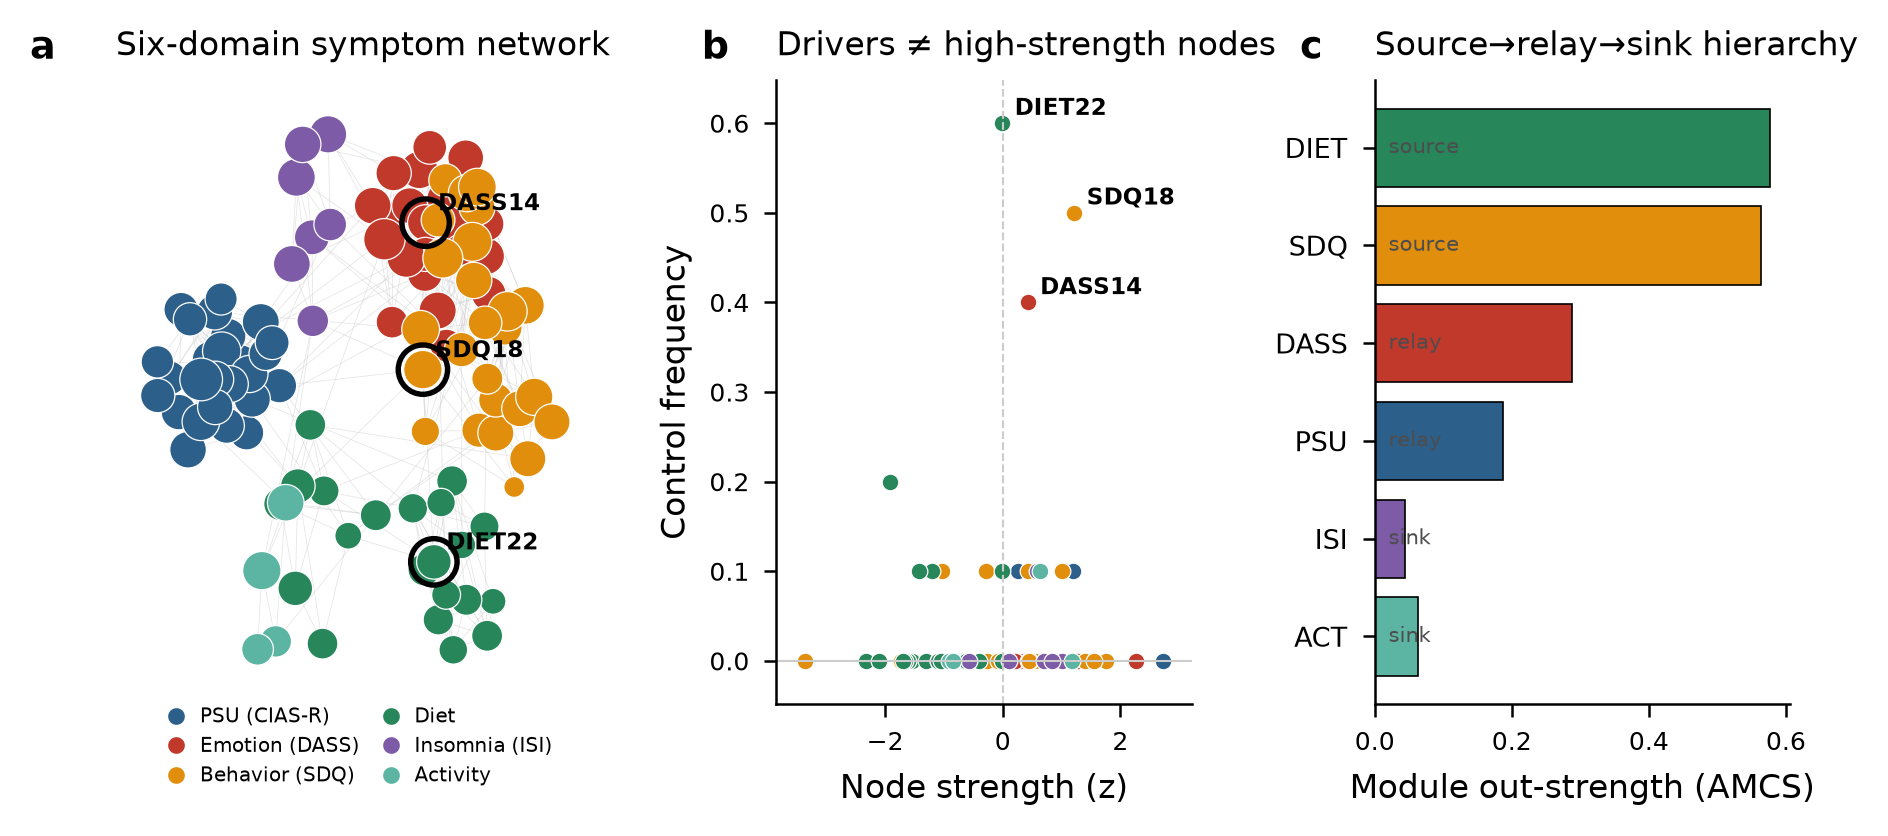 a Six-domain symptom network
DASS14
SDQ18
DIET22
PSU (CIAS-R)
Emotion (DASS)
Behavior (SDQ)
Diet
Insomnia (ISI)
Activity
b Drivers ≠ high-strength nodes
Control frequency
0.6
0.5
0.4
0.3
0.2
0.1
0.0
DIET22
SDQ18
DASS14
−2 0 2
Node strength (z)
c Source→relay→sink hierarchy
DIET source
SDQ source
DASS relay
PSU relay
ISI sink
ACT sink
0.0 0.2 0.4 0.6
Module out-strength (AMCS)